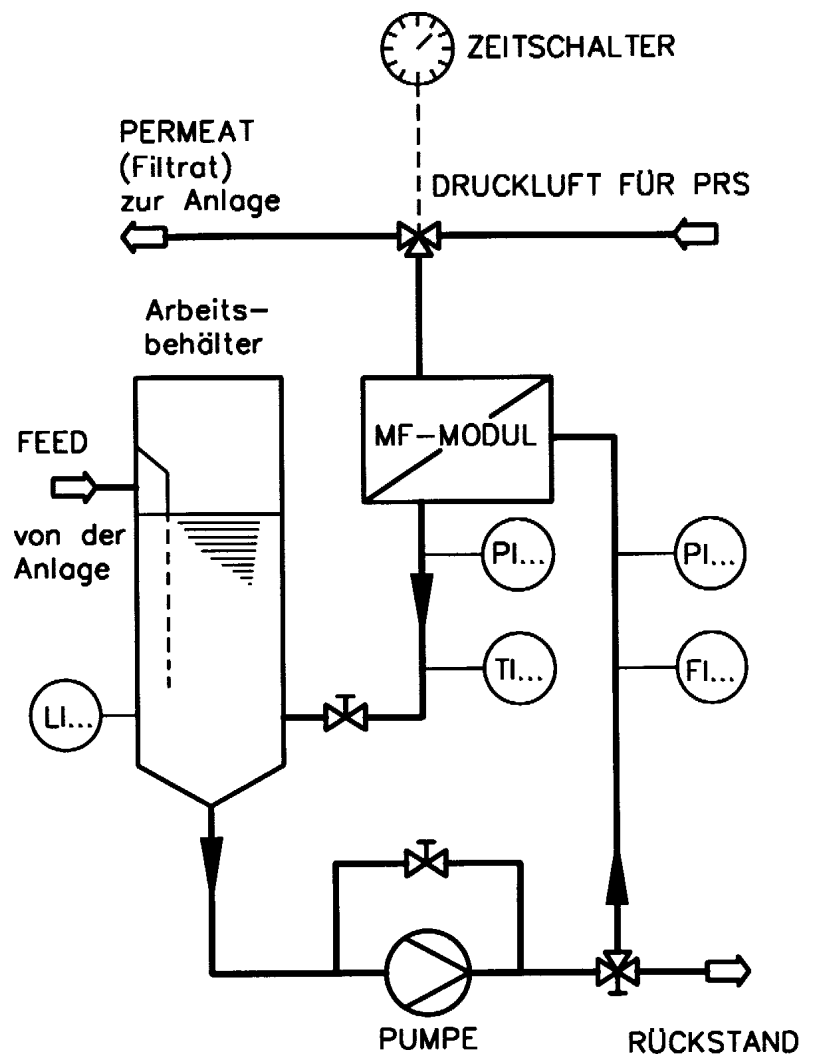 ZEITSCHALTER
PERMEAT
(Filtrat)
zur Anlage
DRUCKLUFT FÜR PRS
Arbeits–
behälter
MF–MODUL
FEED
von der
Anlage
PI...
PI...
TI...
FI...
LI...
PUMPE
RÜCKSTAND